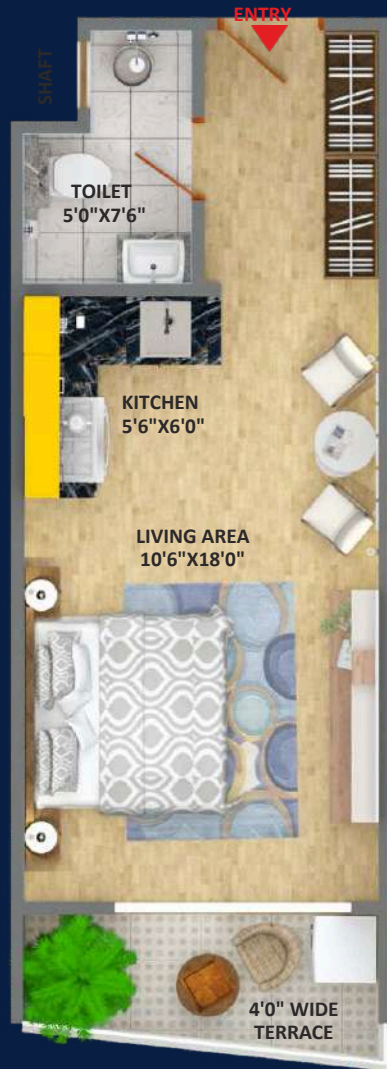 ENTRY
SHAFT
TOILET
5'0"X7'6"
KITCHEN
5'6"X6'0"
LIVING AREA
10'6"X18'0"
4'0" WIDE
TERRACE